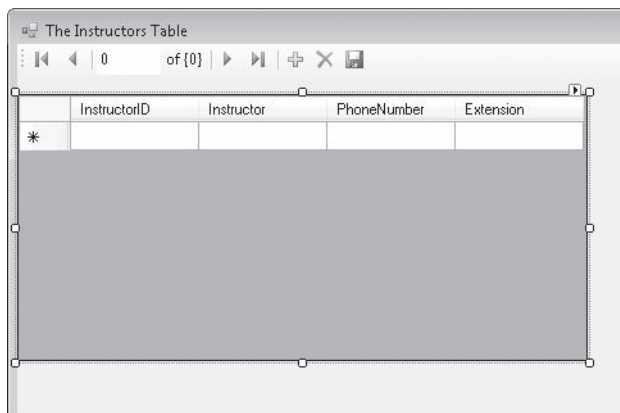 The Instructors Table
0 of {0}
InstructorID Instructor PhoneNumber Extension